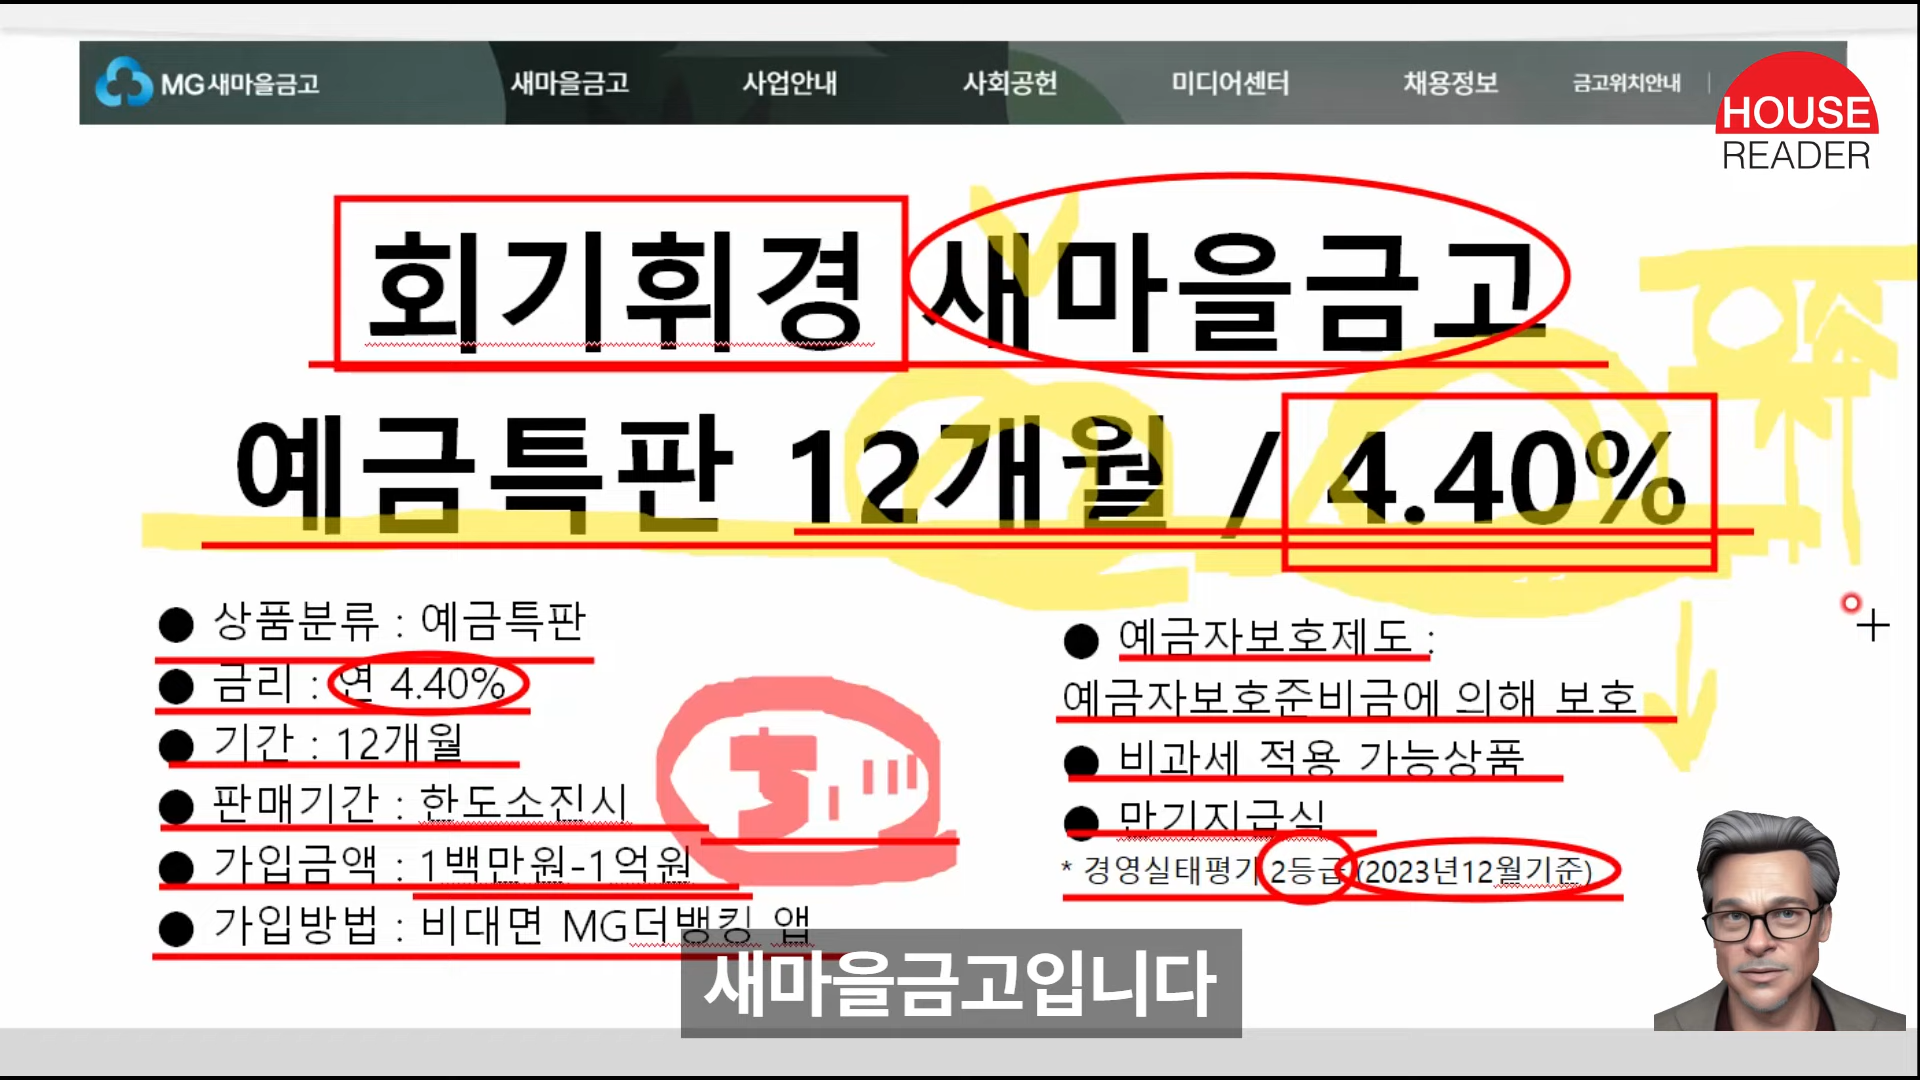 MG새마을금고 새마을금고 사업안내 사회공헌 미디어센터 채용정보 금고위치안내
HOUSE
READER
회기휘경 새마을금고
예금특판 12개월 / 4.40%
● 상품분류 : 예금특판
● 금리 : 연 4.40%
● 기간 : 12개월
● 판매기간 : 한도소진시
● 가입금액 : 1백만원-1억원
● 가입방법 : 비대면 MG더뱅킹 앱
● 예금자보호제도 :
예금자보호준비금에 의해 보호
● 비과세 적용 가능상품
● 만기지급식
* 경영실태평가 2등급 (2023년12월기준)
새마을금고입니다